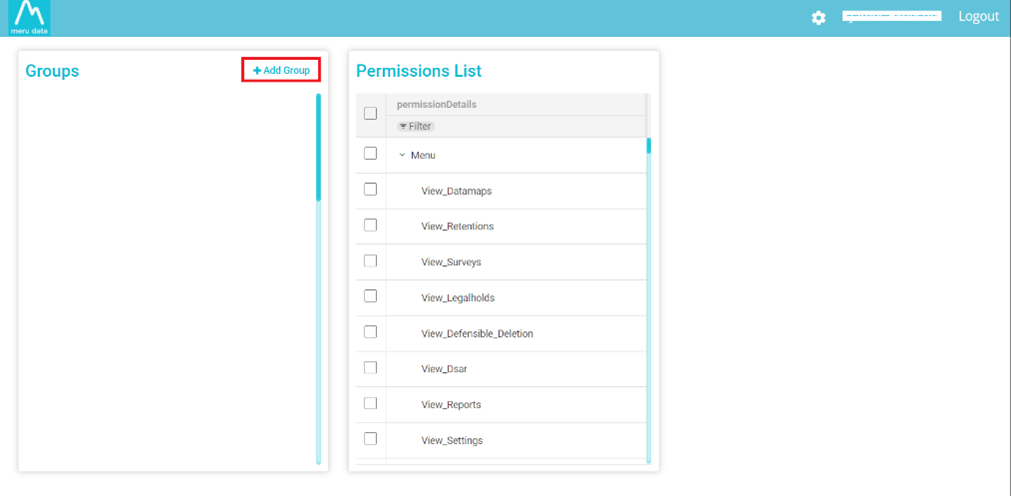 meru data
Logout
Groups
+ Add Group
Permissions List
permissionDetails
Filter
Menu
View_Datamaps
View_Retentions
View_Surveys
View_Legalholds
View_Defensible_Deletion
View_Dsar
View_Reports
View_Settings